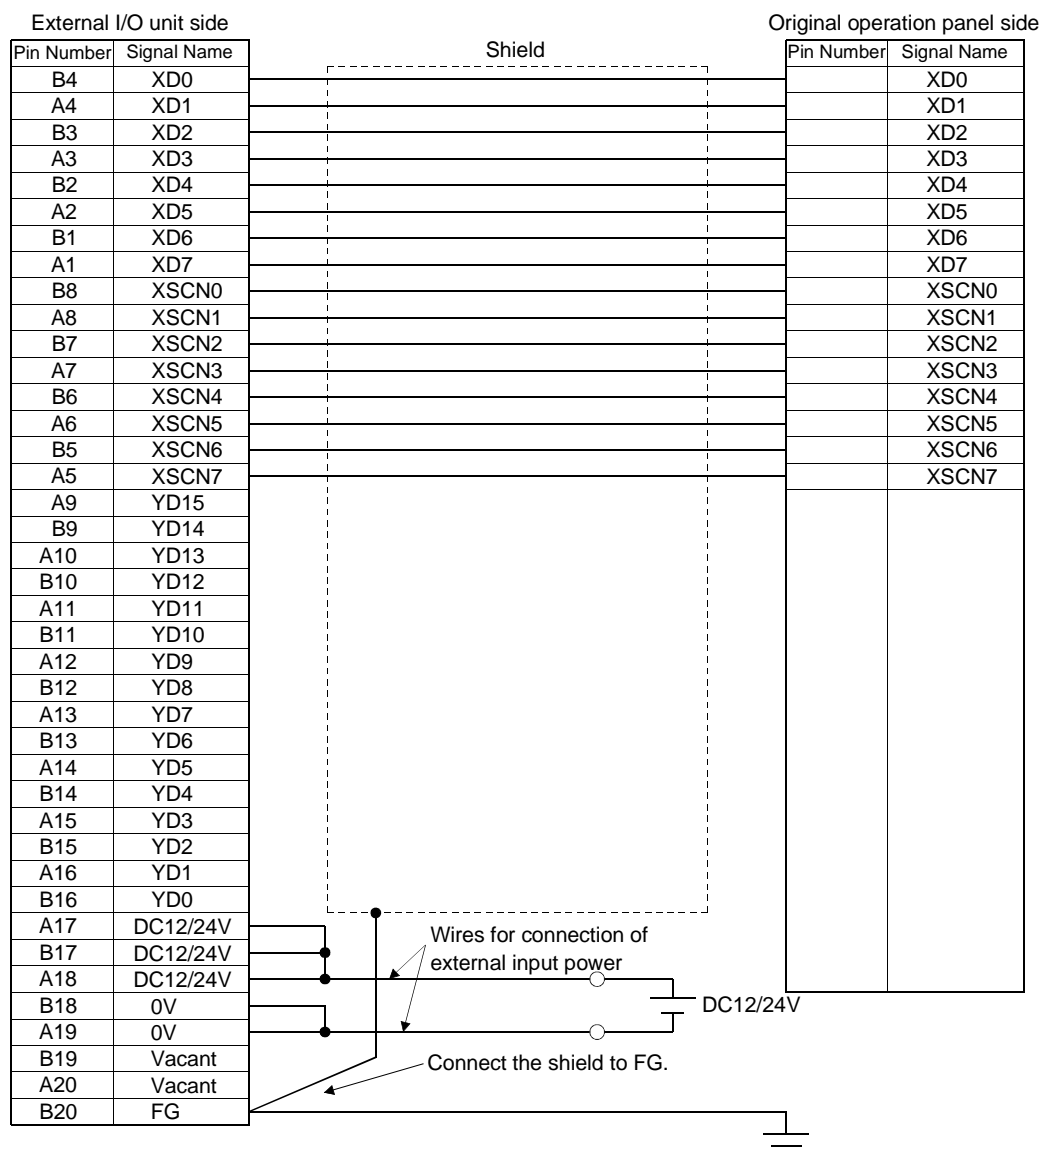 External I/O unit side
Original operation panel side
Pin Number Signal Name
Shield
Pin Number Signal Name
B4 XD0 XD0
A4 XD1 XD1
B3 XD2 XD2
A3 XD3 XD3
B2 XD4 XD4
A2 XD5 XD5
B1 XD6 XD6
A1 XD7 XD7
B8 XSCN0 XSCN0
A8 XSCN1 XSCN1
B7 XSCN2 XSCN2
A7 XSCN3 XSCN3
B6 XSCN4 XSCN4
A6 XSCN5 XSCN5
B5 XSCN6 XSCN6
A5 XSCN7 XSCN7
A9 YD15
B9 YD14
A10 YD13
B10 YD12
A11 YD11
B11 YD10
A12 YD9
B12 YD8
A13 YD7
B13 YD6
A14 YD5
B14 YD4
A15 YD3
B15 YD2
A16 YD1
B16 YD0
A17 DC12/24V
B17 DC12/24V
A18 DC12/24V
B18 0V
A19 0V
B19 Vacant
A20 Vacant
B20 FG
Wires for connection of
external input power
DC12/24V
Connect the shield to FG.